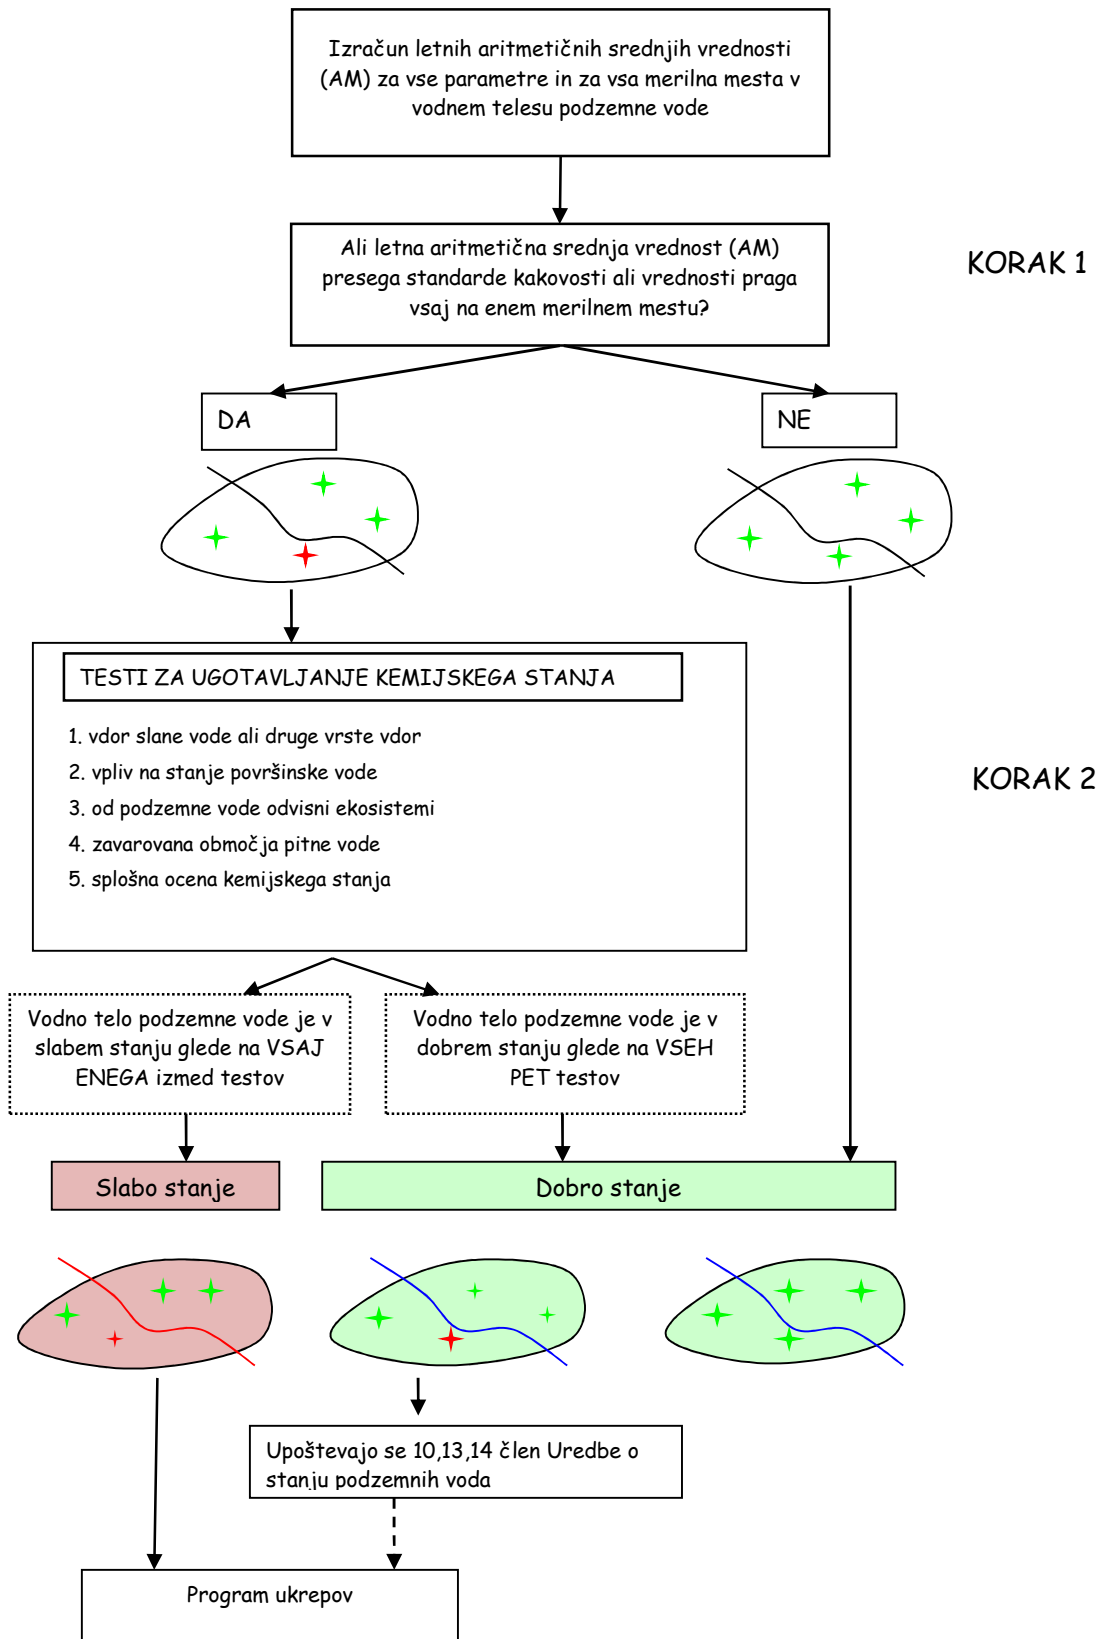 Izračun letnih aritmetičnih srednjih vrednosti
(AM) za vse parametre in za vsa merilna mesta v
vodnem telesu podzemne vode
Ali letna aritmetična srednja vrednost (AM)
presega standarde kakovosti ali vrednosti praga
vsaj na enem merilnem mestu?
KORAK 1
DA
NE
TESTI ZA UGOTAVLJANJE KEMIJSKEGA STANJA
1. vdor slane vode ali druge vrste vdor
2. vpliv na stanje površinske vode
3. od podzemne vode odvisni ekosistemi
4. zavarovana območja pitne vode
5. splošna ocena kemijskega stanja
KORAK 2
Vodno telo podzemne vode je v
slabem stanju glede na VSAJ
ENEGA izmed testov
Vodno telo podzemne vode je v
dobrem stanju glede na VSEH
PET testov
Slabo stanje
Dobro stanje
Upoštevajo se 10,13,14 člen Uredbe o
stanju podzemnih voda
Program ukrepov